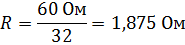 R = 60 Ом / 32 = 1,875 Ом